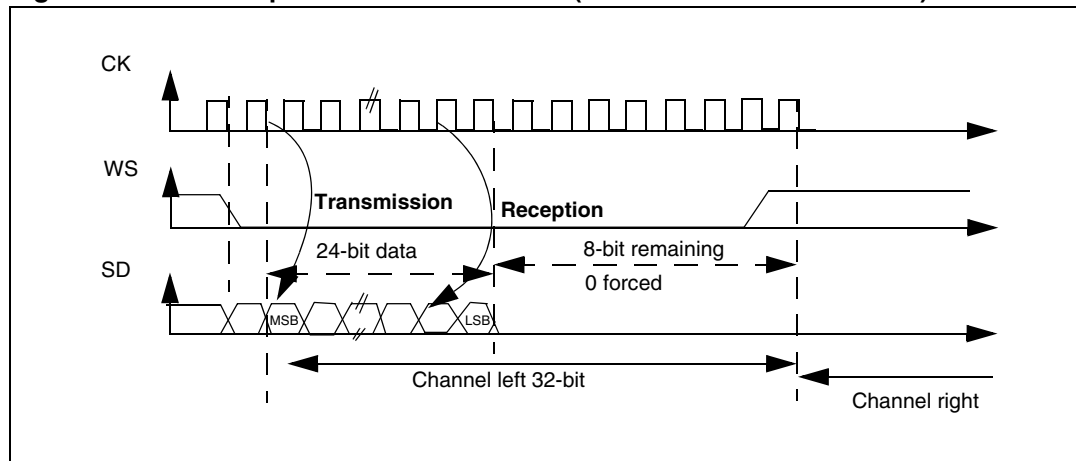 CK
WS
Transmission
Reception
24-bit data
8-bit remaining
0 forced
SD
MSB
LSB
Channel left 32-bit
Channel right